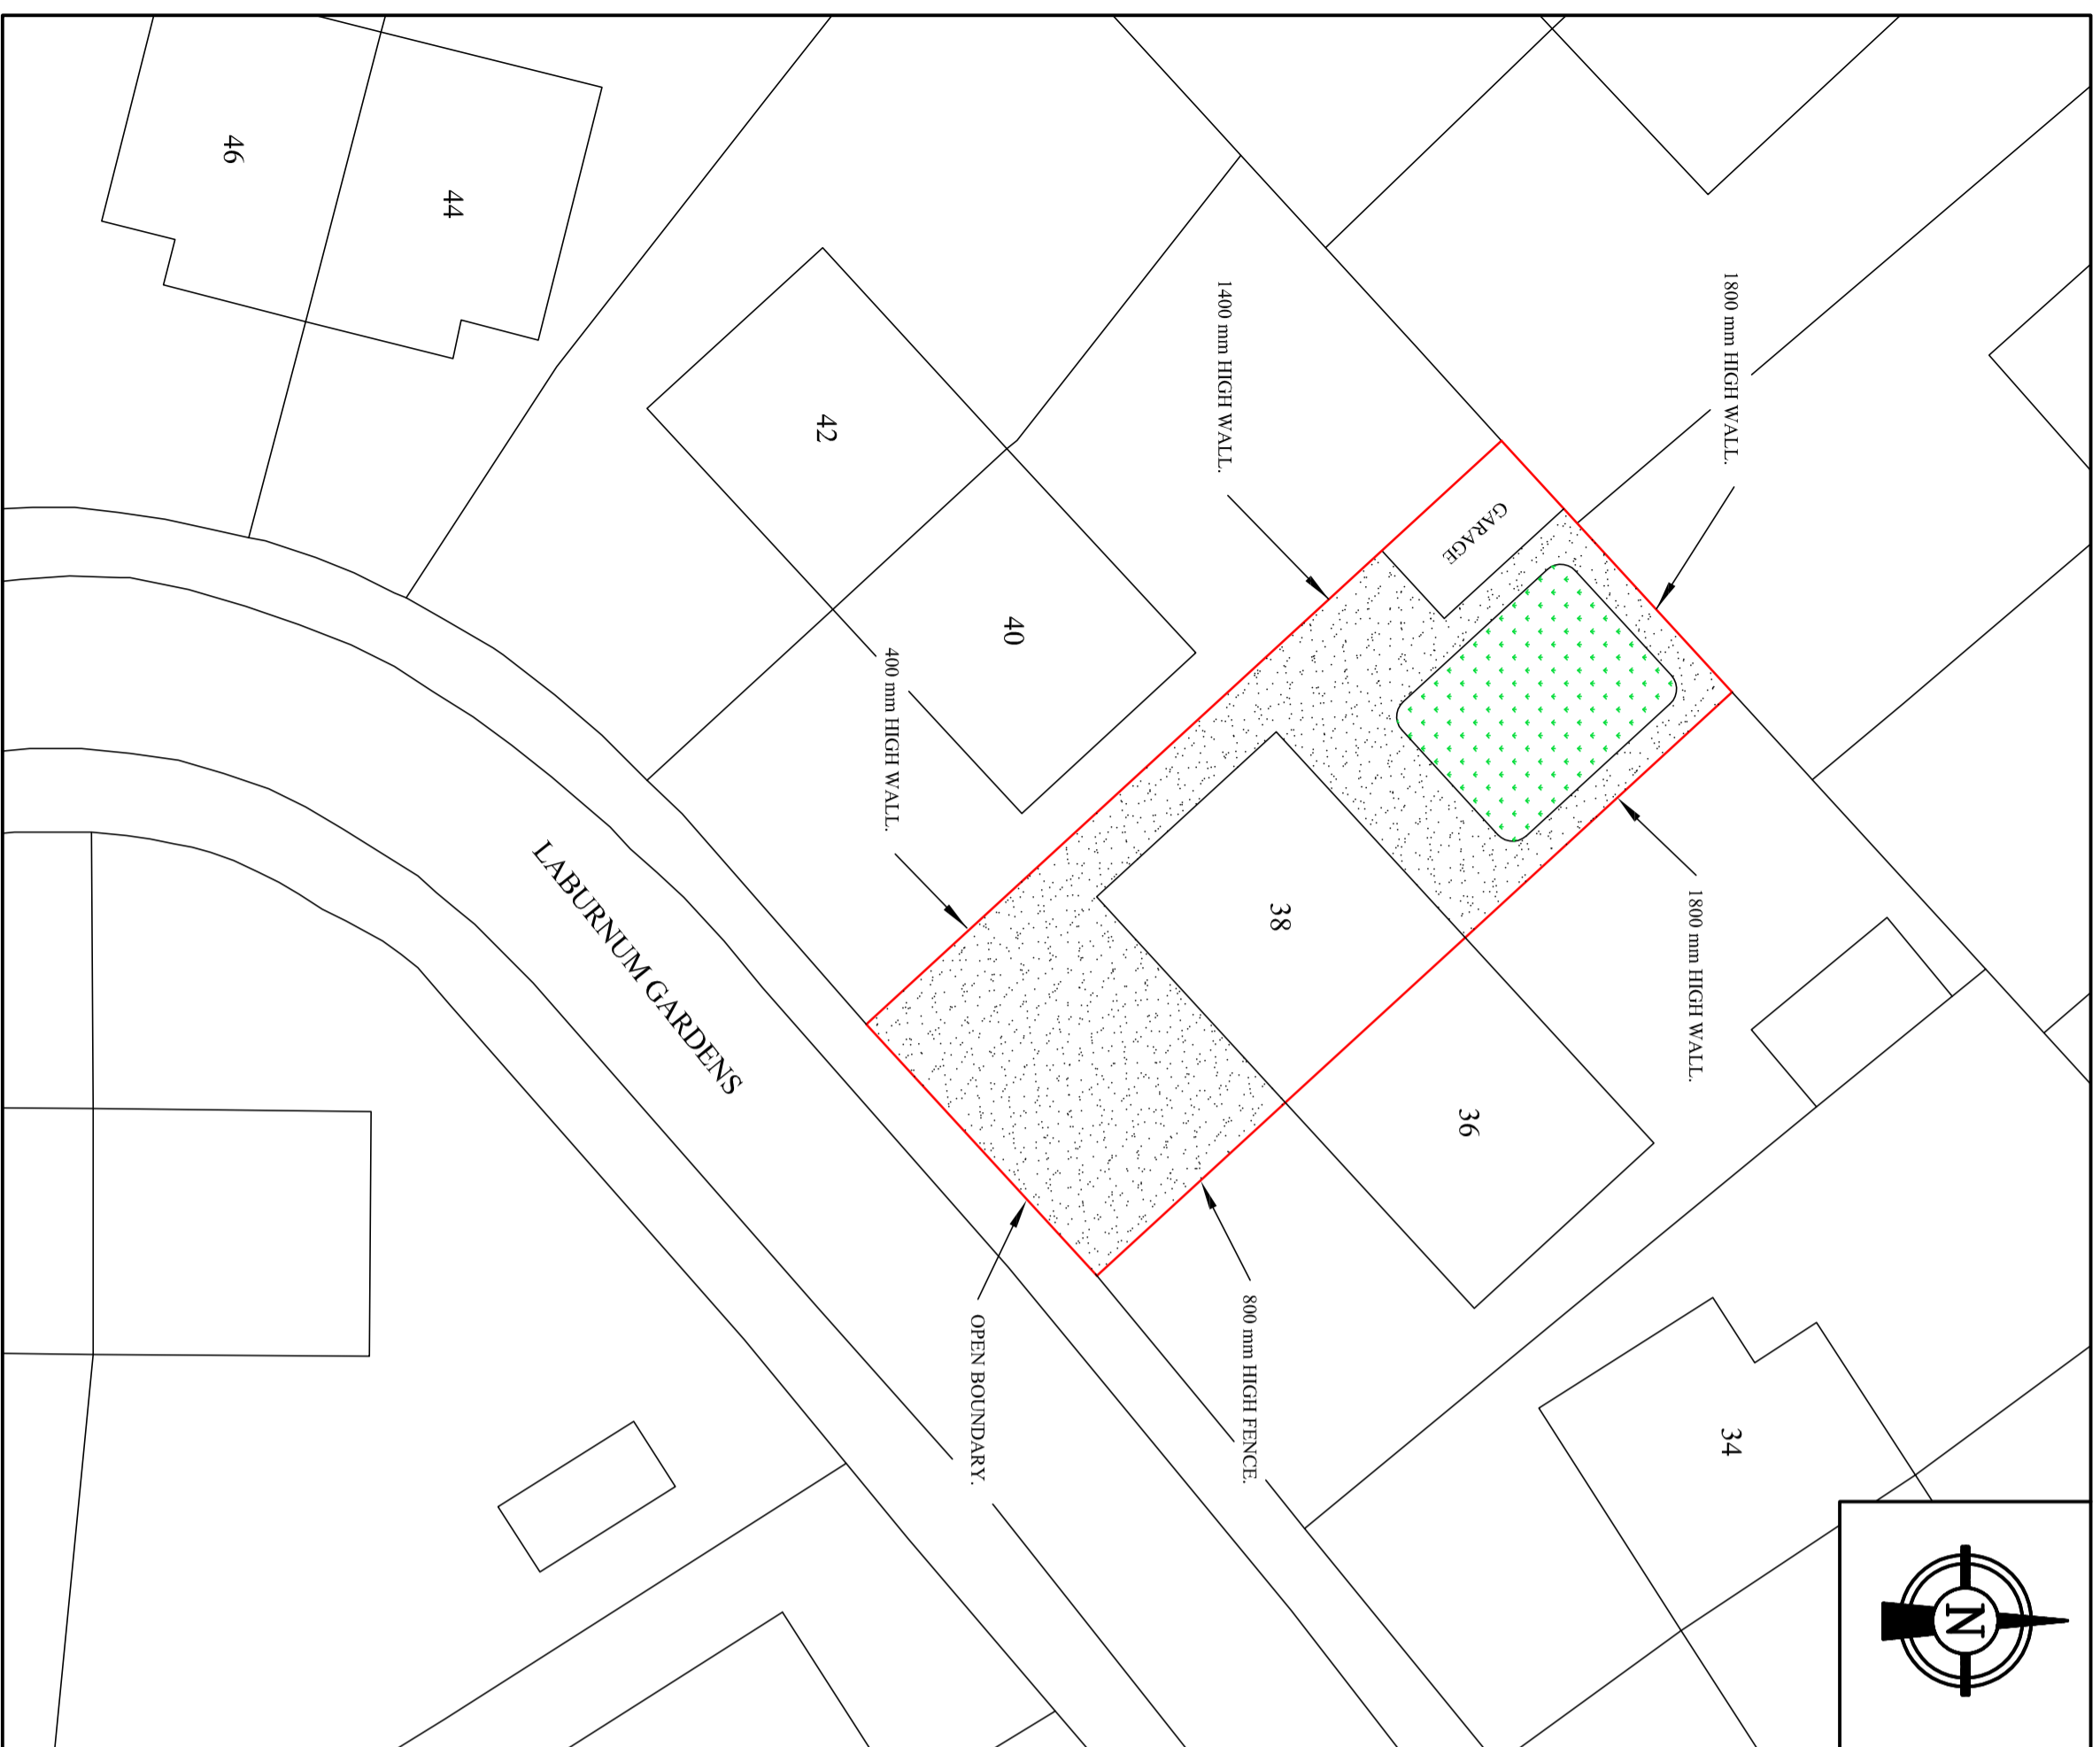 1800 mm HIGH WALL.
1800 mm HIGH WALL.
34
GARAGE
36
38
1400 mm HIGH WALL.
800 mm HIGH FENCE.
40
OPEN BOUNDARY.
400 mm HIGH WALL.
42
LABURNUM GARDENS
44
46
N